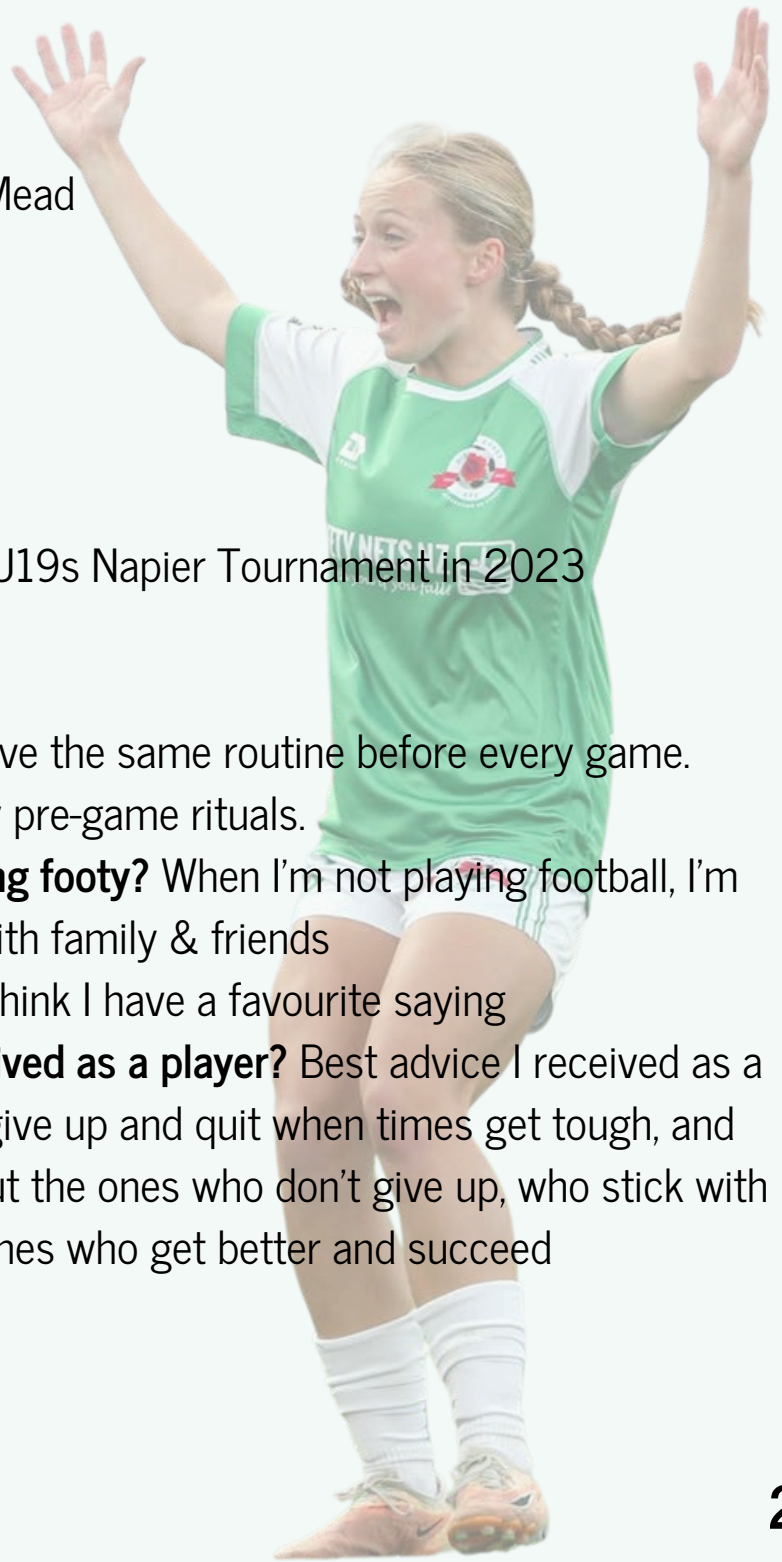 Mead
U19s Napier Tournament in 2023
ve the same routine before every game.
pre-game rituals.
ng footy? When I'm not playing football, I'm
ith family & friends
hink I have a favourite saying
ved as a player? Best advice I received as a
give up and quit when times get tough, and
ut the ones who don't give up, who stick with
nes who get better and succeed
ETY NETS NZ
2